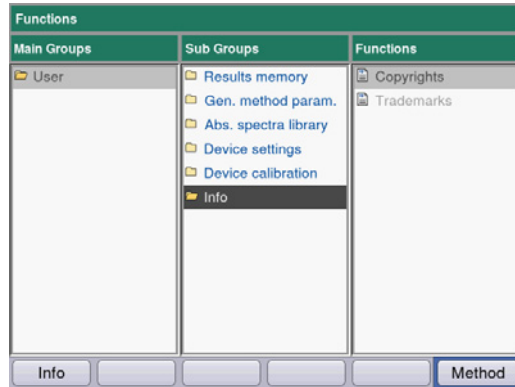 Functions
Main Groups
Sub Groups
Functions
User
Results memory
Gen. method param.
Abs. spectra library
Device settings
Device calibration
Info
Copyrights
Trademarks
Info
Method